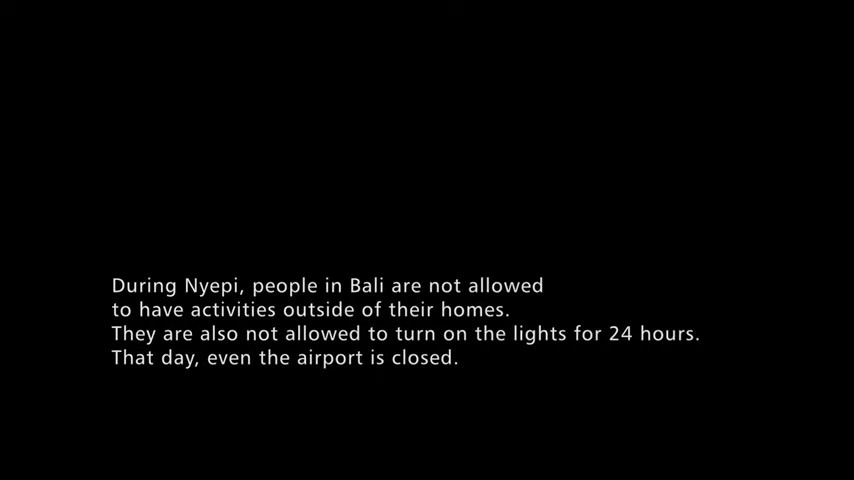 During Nyepi, people in Bali are not allowed
to have activities outside of their homes.
They are also not allowed to turn on the lights for 24 hours.
That day, even the airport is closed.